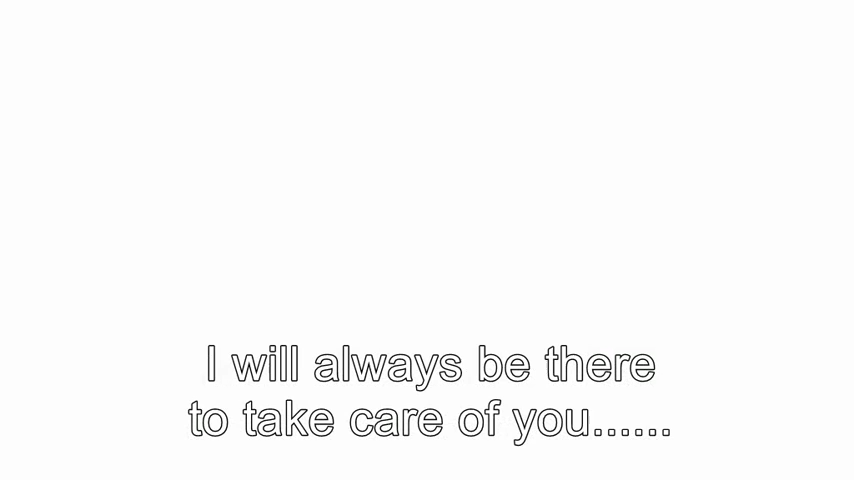 I will always be there
to take care of you......